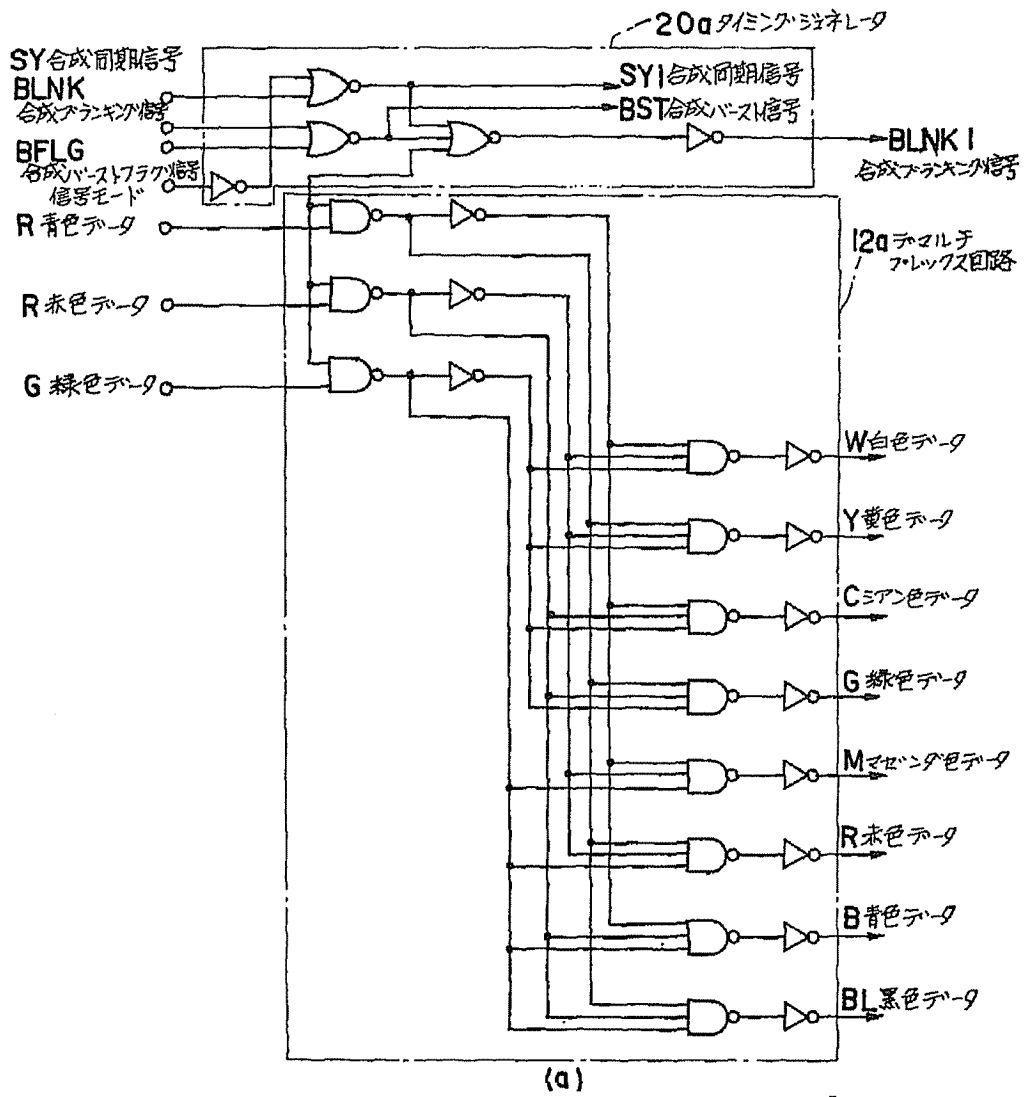 20a タイミング・ジェネレータ
SY 合成同期信号
BLNK
合成ブランキング信号
BFLG
合成バーストフラグ信号
信号モード
R 青色データ
R 赤色データ
G 緑色データ
SYI 合成同期信号
BST 合成バースト信号
BLNKI
合成ブランキング信号
12a デマルチ
プレックス回路
W 白色データ
Y 黄色データ
C シアン色データ
G 緑色データ
M マゼンダ色データ
R 赤色データ
B 青色データ
BL 黒色データ
(a)